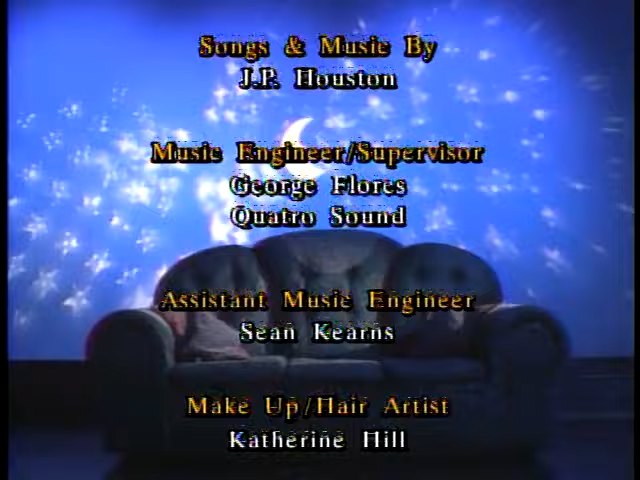 Songs & Music By
J.P. Houston
Music Engineer/Supervisor
George Flores
Quatro Sound
Assistant Music Engineer
Sean Kearns
Make Up/Hair Artist
Katherine Hill